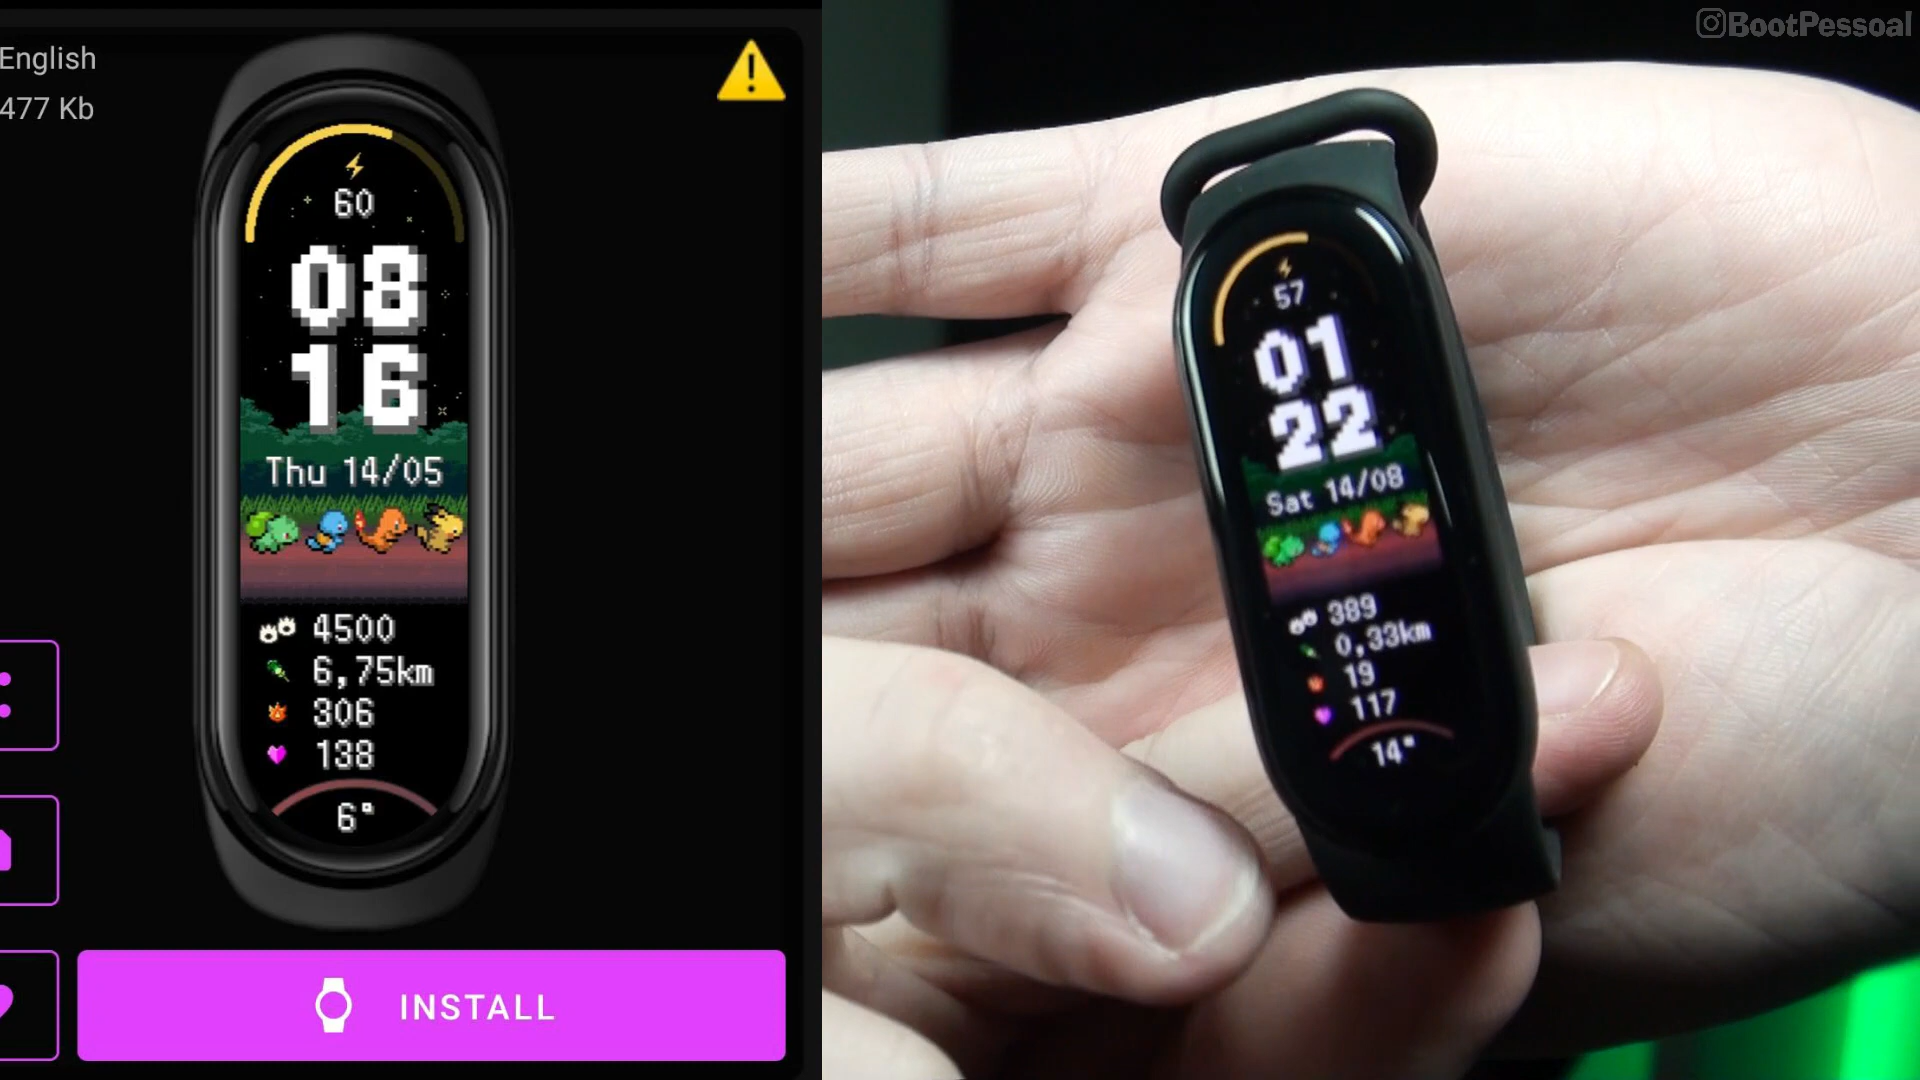 English
477 Kb
60
08
16
Thu 14/05
4500
6,75km
306
138
6°
INSTALL
BootPessoal
57
01
22
Sat 14/08
389
0,33km
19
117
14°